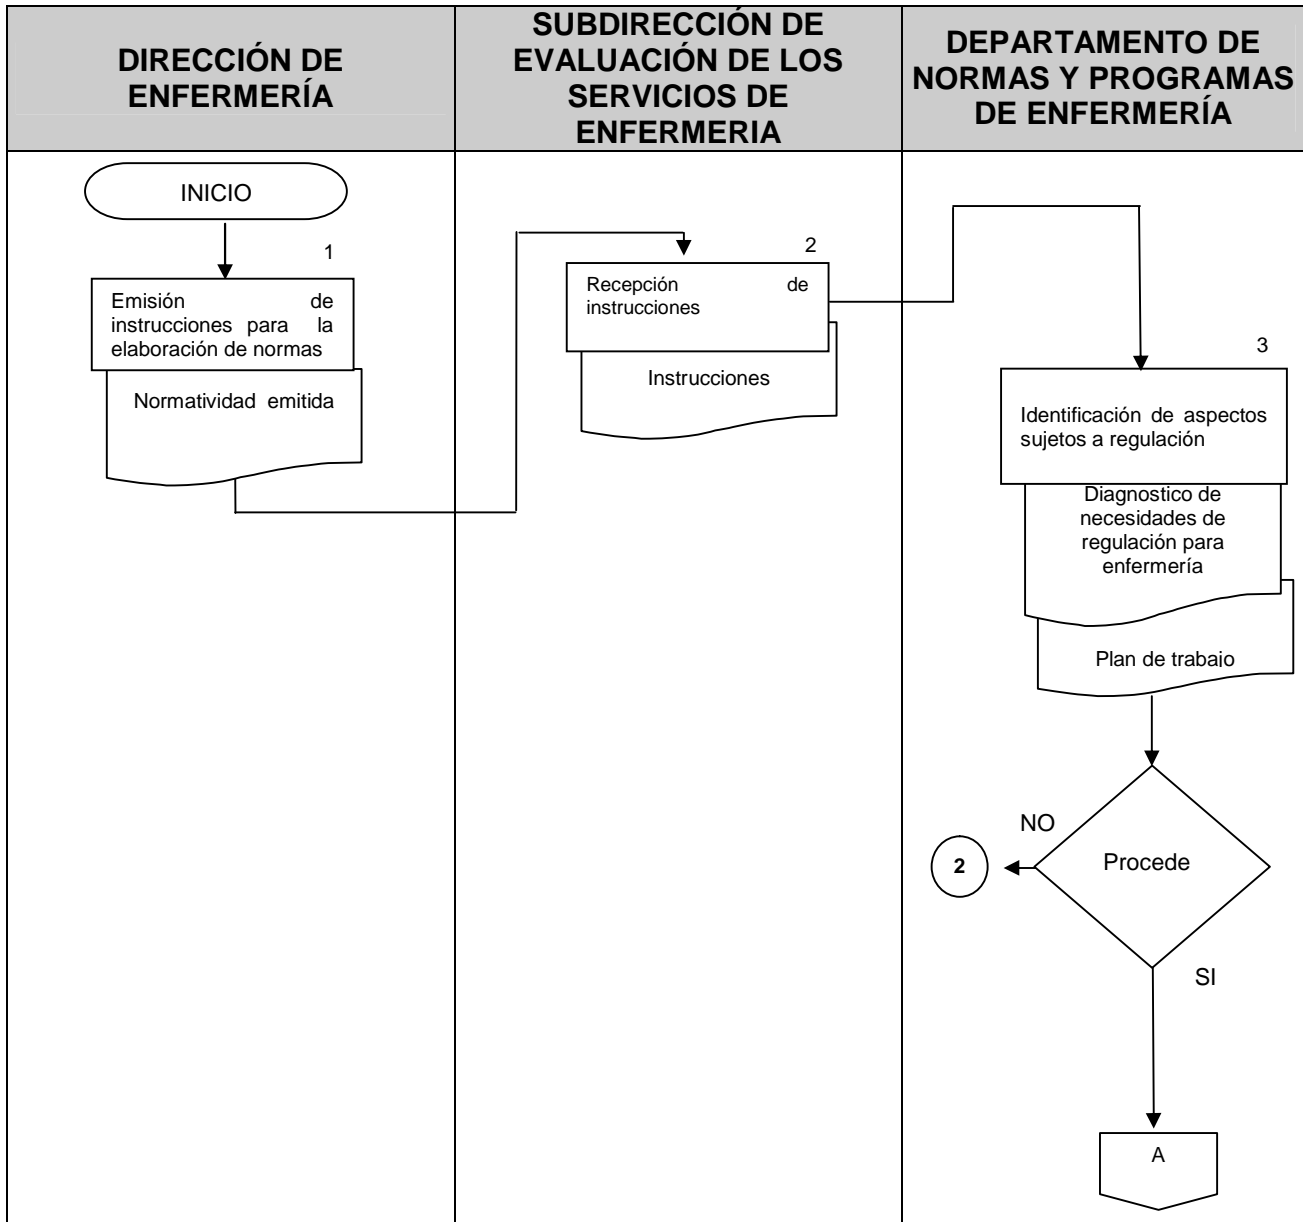 DIRECCIÓN DE
ENFERMERÍA
SUBDIRECCIÓN DE
EVALUACIÓN DE LOS
SERVICIOS DE
ENFERMERIA
DEPARTAMENTO DE
NORMAS Y PROGRAMAS
DE ENFERMERÍA
INICIO
1
Emisión de
instrucciones para la
elaboración de normas
Normatividad emitida
2
Recepción de
instrucciones
Instrucciones
3
Identificación de aspectos
sujetos a regulación
Diagnostico de
necesidades de
regulación para
enfermería
Plan de trabajo
NO
2
Procede
SI
A